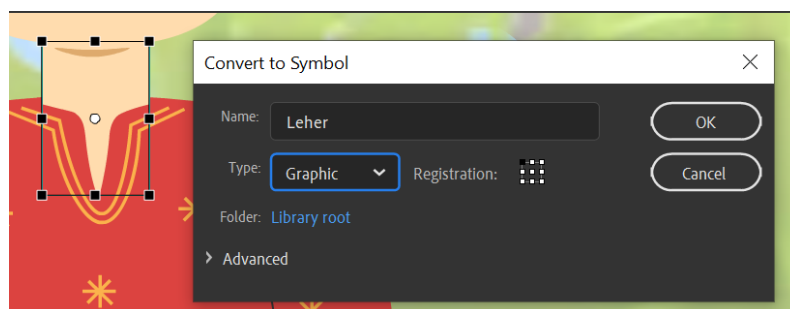 Convert to Symbol
Name: Leher OK
Type: Graphic Registration: Cancel
Folder: Library root
Advanced